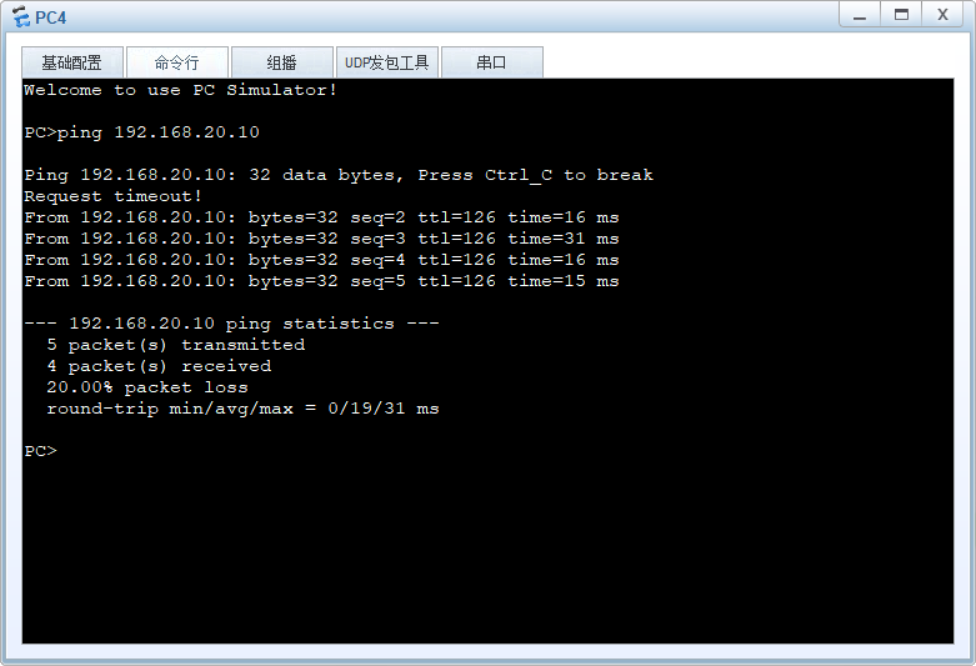 PC4
基础配置 命令行 组播 UDP发包工具 串口
Welcome to use PC Simulator!
PC>ping 192.168.20.10
Ping 192.168.20.10: 32 data bytes, Press Ctrl_C to break
Request timeout!
From 192.168.20.10: bytes=32 seq=2 ttl=126 time=16 ms
From 192.168.20.10: bytes=32 seq=3 ttl=126 time=31 ms
From 192.168.20.10: bytes=32 seq=4 ttl=126 time=16 ms
From 192.168.20.10: bytes=32 seq=5 ttl=126 time=15 ms
--- 192.168.20.10 ping statistics ---
5 packet(s) transmitted
4 packet(s) received
20.00% packet loss
round-trip min/avg/max = 0/19/31 ms
PC>